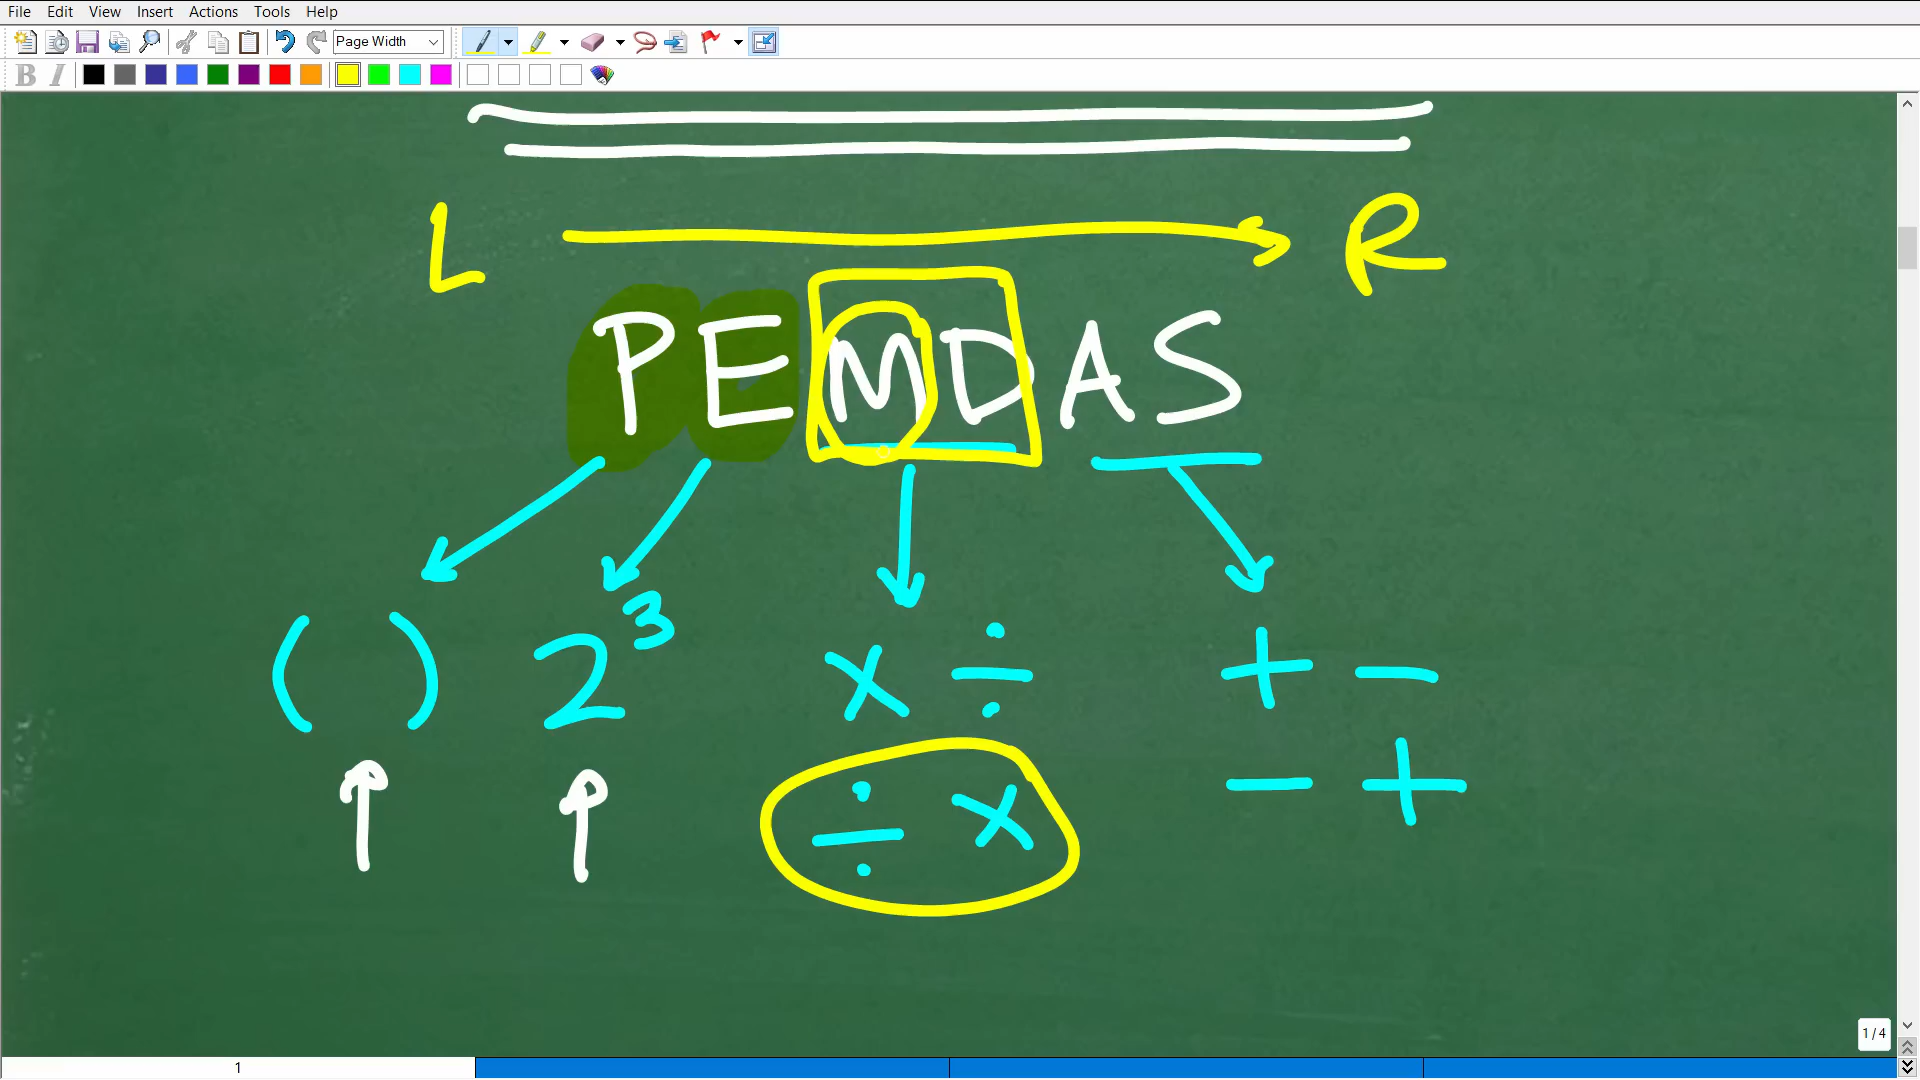 File Edit View Insert Actions Tools Help
Page Width
B I
L R
PEMDAS
( ) 2³ × ÷ + −
÷ × − +
1 / 4
1